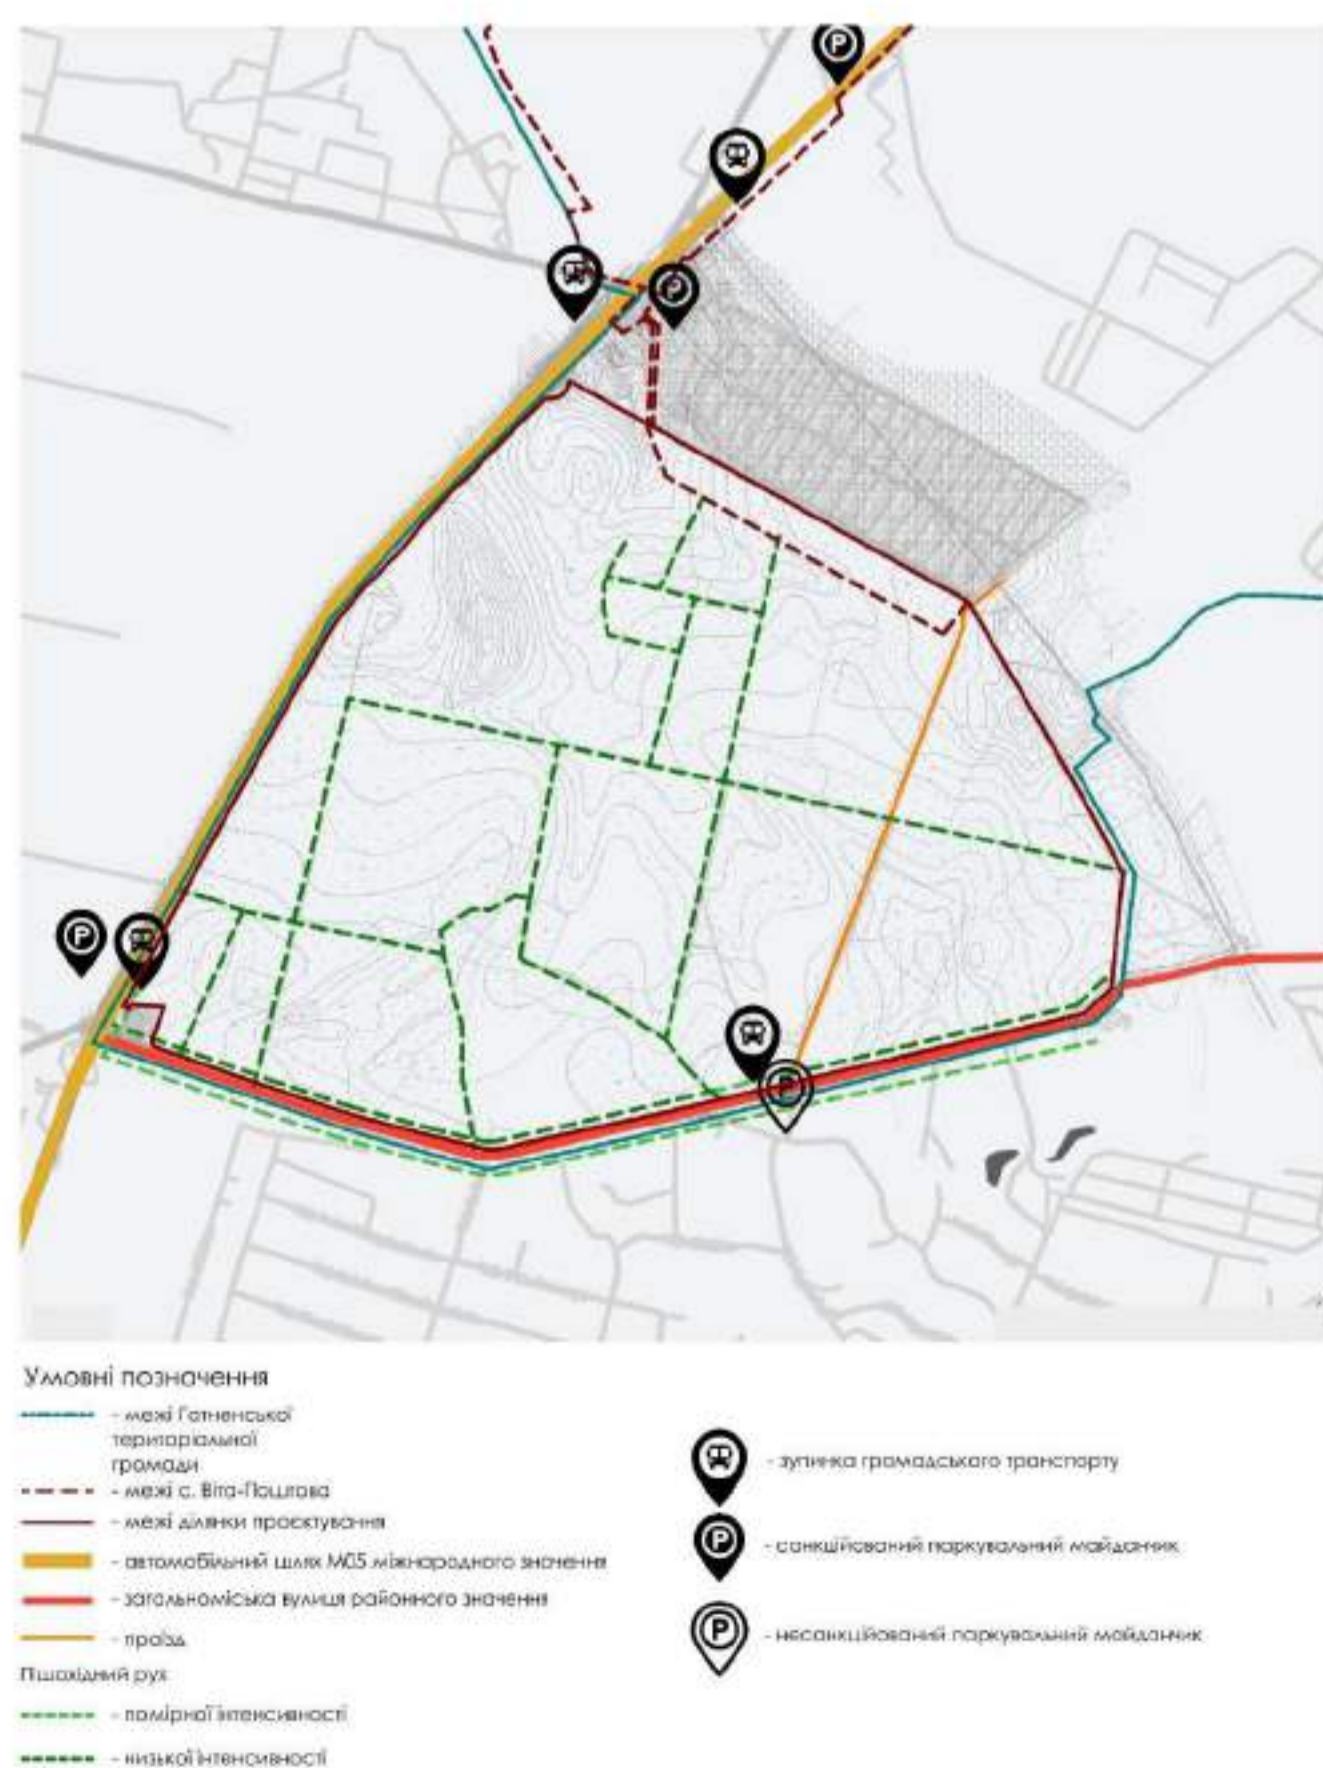 Умовні позначення
- межі Гатненської
територіальної
громади
- межі с. Віта-Поштова
- межі ділянки проєктування
- автомобільний шлях М05 міжнародного значення
- загальноміська вулиця районного значення
- проїзд
Пішохідний рух
- помірної інтенсивності
- низької інтенсивності
- зупинка громадського транспорту
- санкційований паркувальний майданчик
- несанкційований паркувальний майданчик